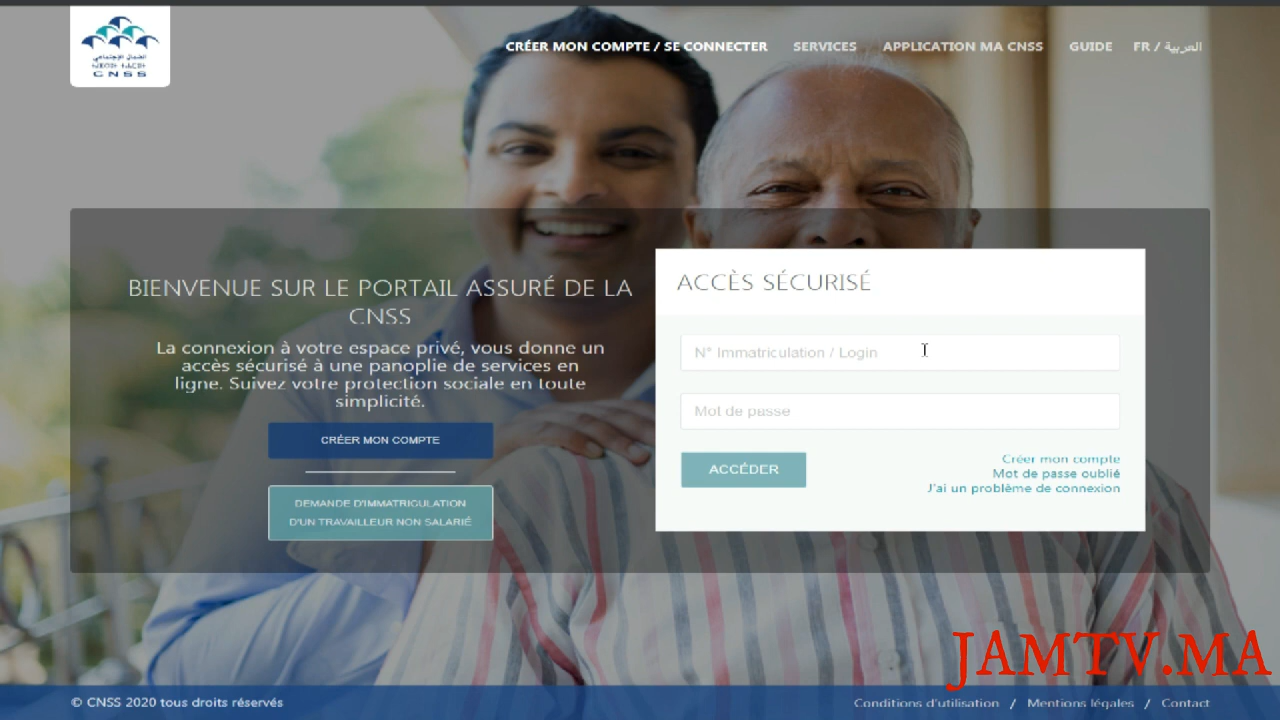 الضمان الإجتماعي
CNSS
CRÉER MON COMPTE / SE CONNECTER
SERVICES
APPLICATION MA CNSS
GUIDE
FR / العربية
BIENVENUE SUR LE PORTAIL ASSURÉ DE LA
CNSS
La connexion à votre espace privé, vous donne un
accès sécurisé à une panoplie de services en
ligne. Suivez votre protection sociale en toute
simplicité.
CRÉER MON COMPTE
DEMANDE D'IMMATRICULATION
D'UN TRAVAILLEUR NON SALARIÉ
ACCÈS SÉCURISÉ
N° Immatriculation / Login
Mot de passe
ACCÉDER
Créer mon compte
Mot de passe oublié
J'ai un problème de connexion
JAMTV.MA
© CNSS 2020 tous droits réservés
Conditions d'utilisation / Mentions légales / Contact